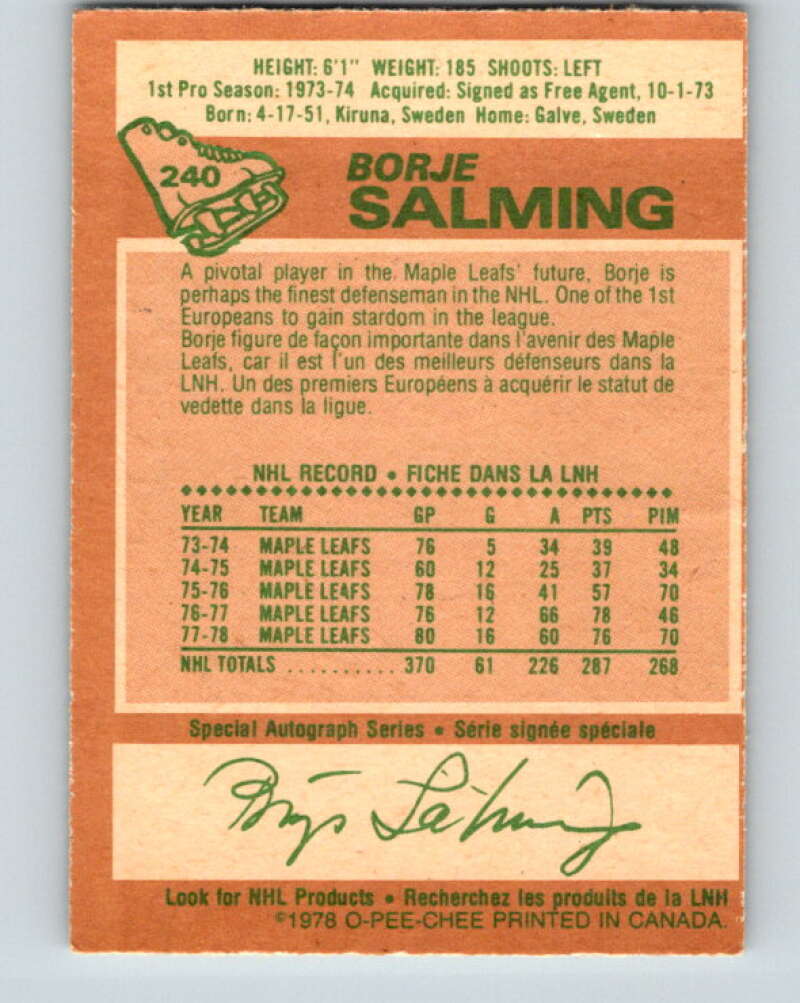 HEIGHT: 6'1" WEIGHT: 185 SHOOTS: LEFT
1st Pro Season: 1973-74 Acquired: Signed as Free Agent, 10-1-73
Born: 4-17-51, Kiruna, Sweden Home: Galve, Sweden
240
BORJE
SALMING
A pivotal player in the Maple Leafs' future, Borje is
perhaps the finest defenseman in the NHL. One of the 1st
Europeans to gain stardom in the league.
Borje figure de façon importante dans l'avenir des Maple
Leafs, car il est l'un des meilleurs défenseurs dans la
LNH. Un des premiers Européens à acquérir le statut de
vedette dans la ligue.
NHL RECORD • FICHE DANS LA LNH
YEAR TEAM GP G A PTS PIM
73-74 MAPLE LEAFS 76 5 34 39 48
74-75 MAPLE LEAFS 60 12 25 37 34
75-76 MAPLE LEAFS 78 16 41 57 70
76-77 MAPLE LEAFS 76 12 66 78 46
77-78 MAPLE LEAFS 80 16 60 76 70
NHL TOTALS .......... 370 61 226 287 268
Special Autograph Series • Série signée spéciale
Börje Salming
Look for NHL Products • Recherchez les produits de la LNH
©1978 O-PEE-CHEE PRINTED IN CANADA.